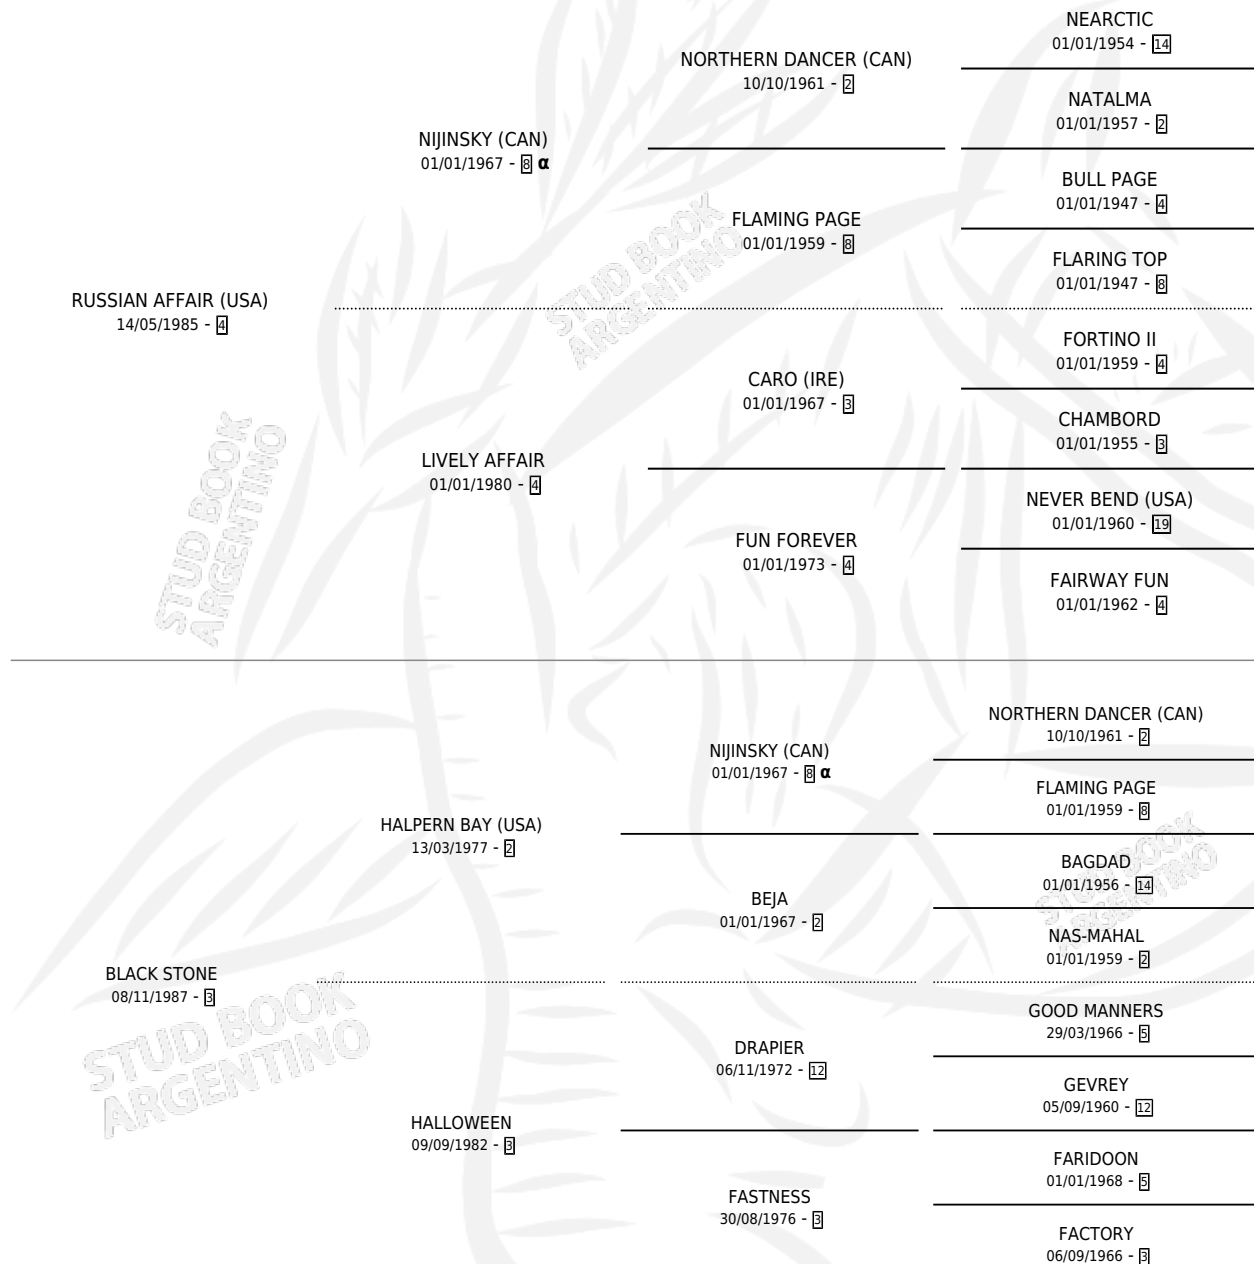 NEARCTIC
01/01/1954 - 14
NORTHERN DANCER (CAN)
10/10/1961 - 2
NATALMA
01/01/1957 - 2
NIJINSKY (CAN)
01/01/1967 - 8 α
BULL PAGE
01/01/1947 - 4
FLAMING PAGE
01/01/1959 - 8
FLARING TOP
01/01/1947 - 8
RUSSIAN AFFAIR (USA)
14/05/1985 - 4
FORTINO II
01/01/1959 - 4
CARO (IRE)
01/01/1967 - 3
CHAMBORD
01/01/1955 - 3
LIVELY AFFAIR
01/01/1980 - 4
NEVER BEND (USA)
01/01/1960 - 19
FUN FOREVER
01/01/1973 - 4
FAIRWAY FUN
01/01/1962 - 4
NORTHERN DANCER (CAN)
10/10/1961 - 2
NIJINSKY (CAN)
01/01/1967 - 8 α
FLAMING PAGE
01/01/1959 - 8
HALPERN BAY (USA)
13/03/1977 - 2
BAGDAD
01/01/1956 - 14
BEJA
01/01/1967 - 2
NAS-MAHAL
01/01/1959 - 2
BLACK STONE
08/11/1987 - 3
GOOD MANNERS
29/03/1966 - 5
DRAPIER
06/11/1972 - 12
GEVREY
05/09/1960 - 12
HALLOWEEN
09/09/1982 - 3
FARIDOON
01/01/1968 - 5
FASTNESS
30/08/1976 - 3
FACTORY
06/09/1966 - 3
STUD BOOK
ARGENTINO
STUD BOOK
ARGENTINO
STUD BOOK
ARGENTINO
STUD BOOK
ARGENTINO